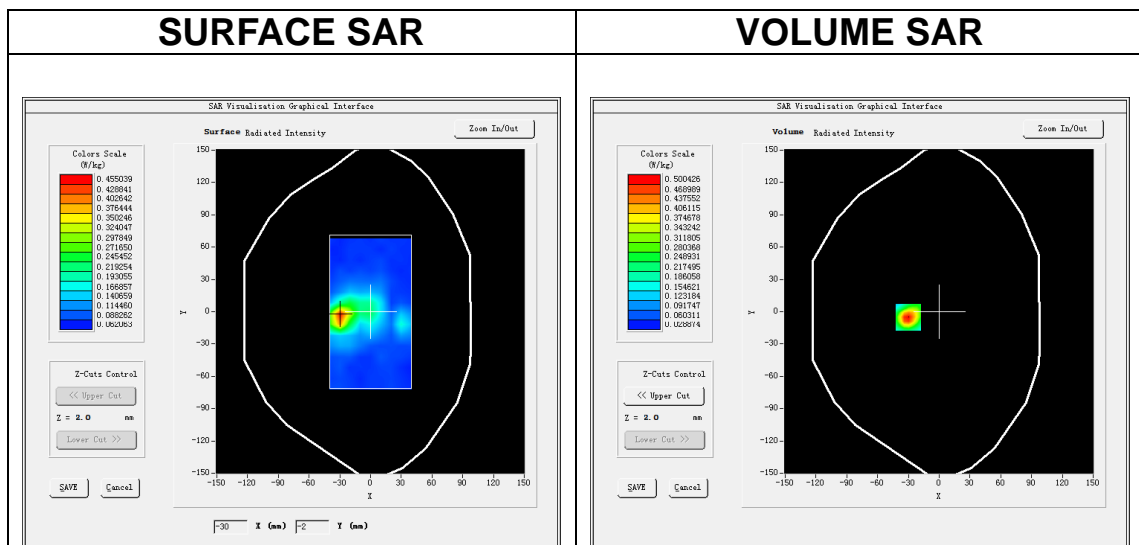 SURFACE SAR
VOLUME SAR
SAR Visualisation Graphical Interface
Surface Radiated Intensity
Zoom In/Out
Colors Scale
(W/kg)
0.455039
0.428841
0.402642
0.376444
0.350246
0.324047
0.297849
0.271650
0.245452
0.219254
0.193055
0.166857
0.140659
0.114460
0.088262
0.062063
150
120
90
60
30
0
-30
-60
-90
-120
-150
Y
-150 -120 -90 -60 -30 0 30 60 90 120 150
X
Z-Cuts Control
<< Upper Cut
Z = 2.0 mm
Lower Cut >>
SAVE Cancel
-30 X (mm) -2 Y (mm)
SAR Visualisation Graphical Interface
Volume Radiated Intensity
Zoom In/Out
Colors Scale
(W/kg)
0.500426
0.468989
0.437552
0.406115
0.374678
0.343242
0.311805
0.280368
0.248931
0.217495
0.186058
0.154621
0.123184
0.091747
0.060311
0.028874
150
120
90
60
30
0
-30
-60
-90
-120
-150
Y
-150 -120 -90 -60 -30 0 30 60 90 120 150
X
Z-Cuts Control
<< Upper Cut
Z = 2.0 mm
Lower Cut >>
SAVE Cancel